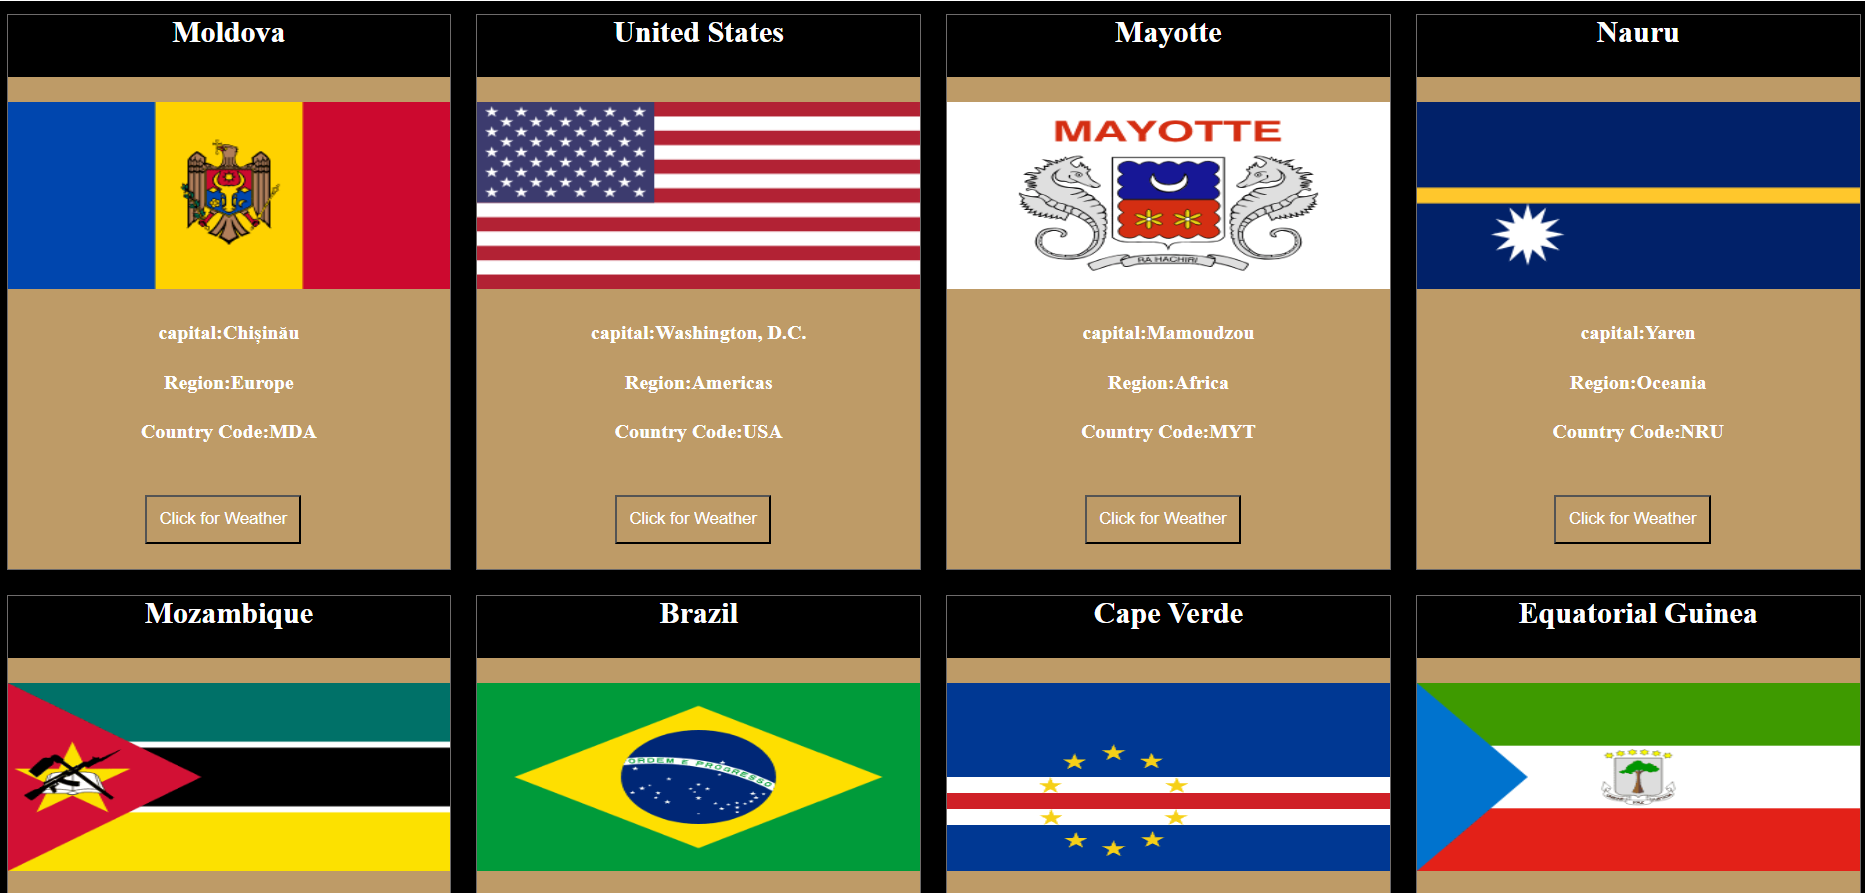 Moldova
United States
Mayotte
Nauru
MAYOTTE
RA HACHIRI
capital:Chișinău
capital:Washington, D.C.
capital:Mamoudzou
capital:Yaren
Region:Europe
Region:Americas
Region:Africa
Region:Oceania
Country Code:MDA
Country Code:USA
Country Code:MYT
Country Code:NRU
Click for Weather
Click for Weather
Click for Weather
Click for Weather
Mozambique
Brazil
Cape Verde
Equatorial Guinea
ORDEM E PROGRESSO